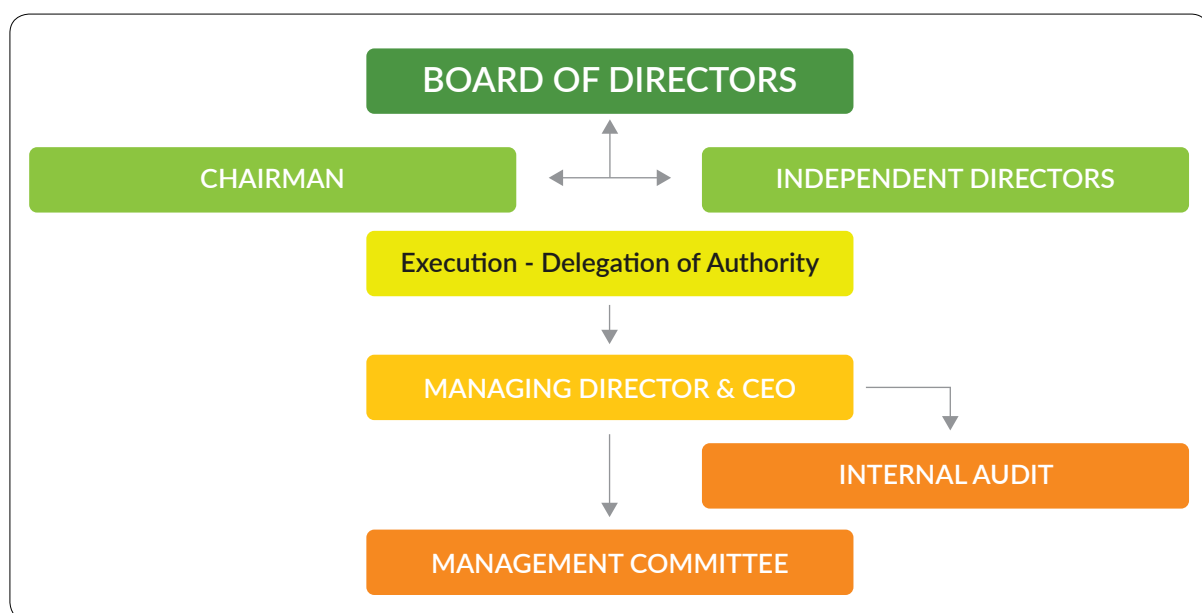 BOARD OF DIRECTORS
CHAIRMAN
INDEPENDENT DIRECTORS
Execution - Delegation of Authority
MANAGING DIRECTOR & CEO
INTERNAL AUDIT
MANAGEMENT COMMITTEE